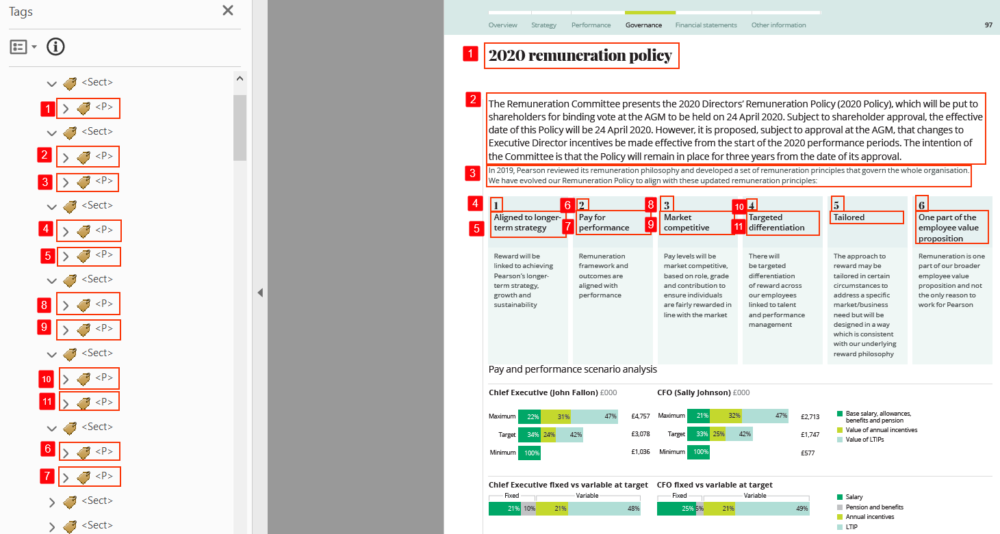 Tags
<Sect>
1 <P>
<Sect>
2 <P>
3 <P>
<Sect>
4 <P>
5 <P>
<Sect>
8 <P>
9 <P>
<Sect>
10 <P>
11 <P>
<Sect>
6 <P>
7 <P>
<Sect>
<Sect>
Overview Strategy Performance Governance Financial statements Other information 97
1 2020 remuneration policy
2
The Remuneration Committee presents the 2020 Directors’ Remuneration Policy (2020 Policy), which will be put to
shareholders for binding vote at the AGM to be held on 24 April 2020. Subject to shareholder approval, the effective
date of this Policy will be 24 April 2020. However, it is proposed, subject to approval at the AGM, that changes to
Executive Director incentives be made effective from the start of the 2020 performance periods. The intention of
the Committee is that the Policy will remain in place for three years from the date of its approval.
3
In 2019, Pearson reviewed its remuneration philosophy and developed a set of remuneration principles that govern the whole organisation.
We have evolved our Remuneration Policy to align with these updated remuneration principles:
4 1
5
Aligned to longer-
term strategy
Reward will be
linked to achieving
Pearson’s longer-
term strategy,
growth and
sustainability
6 2
7
Pay for
performance
Remuneration
framework and
outcomes are
aligned with
performance
8 3
9
Market
competitive
Pay levels will be
market competitive,
based on role, grade
and contribution to
ensure individuals
are fairly rewarded in
line with the market
10 4
11
Targeted
differentiation
There will
be targeted
differentiation
of reward across
our employees
linked to talent
and performance
management
5
Tailored
The approach to
reward may be
tailored in certain
circumstances to
address a specific
market/business
need but will be
designed in a way
which is consistent
with our underlying
reward philosophy
6
One part of the
employee value
proposition
Remuneration is one
part of our broader
employee value
proposition and not
the only reason to
work for Pearson
Pay and performance scenario analysis
Chief Executive (John Fallon) £000
Maximum 22% 31% 47% £4,757
Target 34% 24% 42% £3,078
Minimum 100% £1,036
CFO (Sally Johnson) £000
Maximum 21% 32% 47% £2,713
Target 33% 25% 42% £1,747
Minimum 100% £577
Base salary, allowances,
benefits and pension
Value of annual incentives
Value of LTIPs
Chief Executive fixed vs variable at target
Fixed Variable
21% 10% 21% 48%
CFO fixed vs variable at target
Fixed Variable
25% 5% 21% 49%
Salary
Pension and benefits
Annual incentives
LTIP